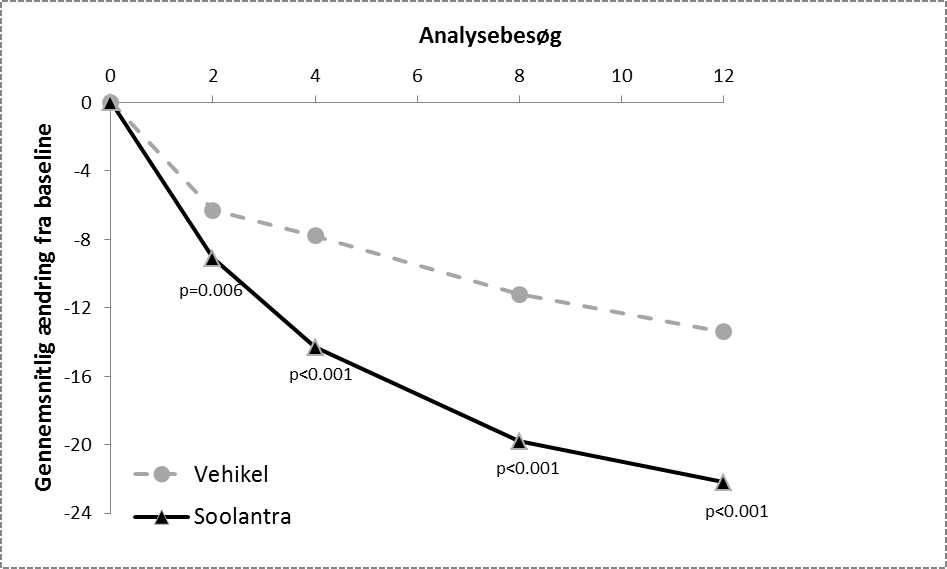 Analysebesøg
0 2 4 6 8 10 12
0
-4
-8
-12
-16
-20
-24
Gennemsnitlig ændring fra baseline
p=0.006
p<0.001
p<0.001
p<0.001
Vehikel
Soolantra